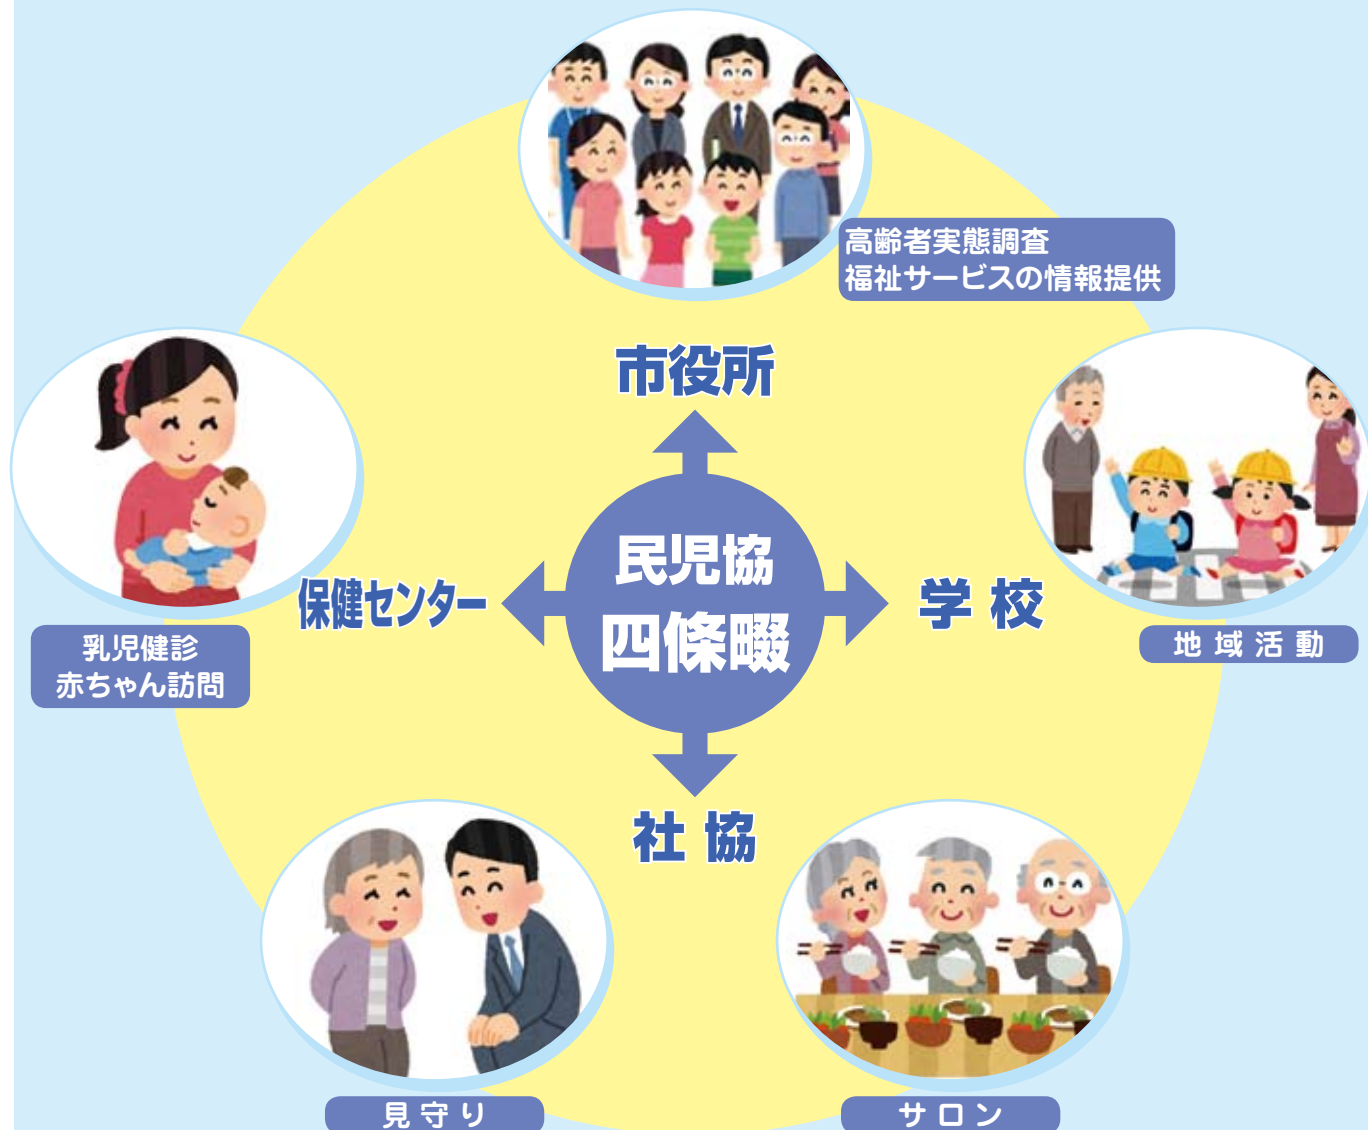 高齢者実態調査
福祉サービスの情報提供
市役所
民児協
四條畷
保健センター
学校
乳児健診
赤ちゃん訪問
地域活動
社協
見守り
サロン